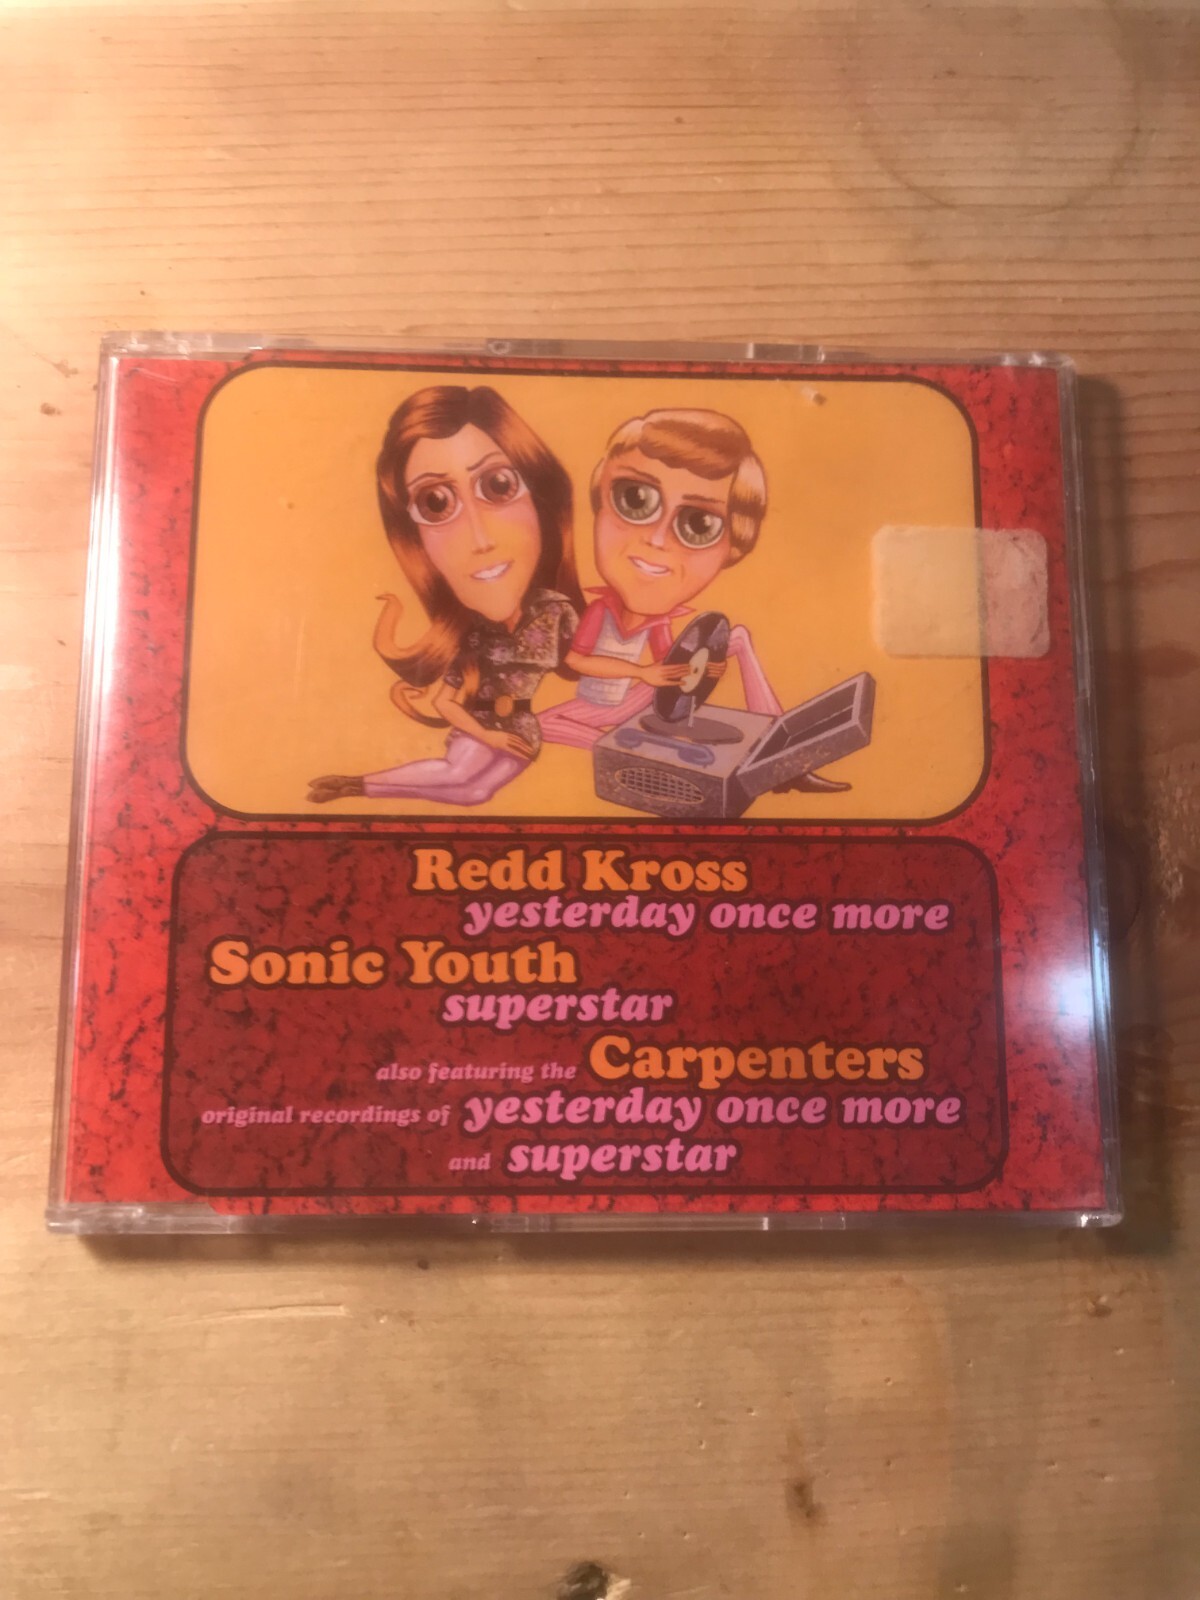 Redd Kross
yesterday once more
Sonic Youth
superstar
also featuring the Carpenters
original recordings of yesterday once more
and superstar